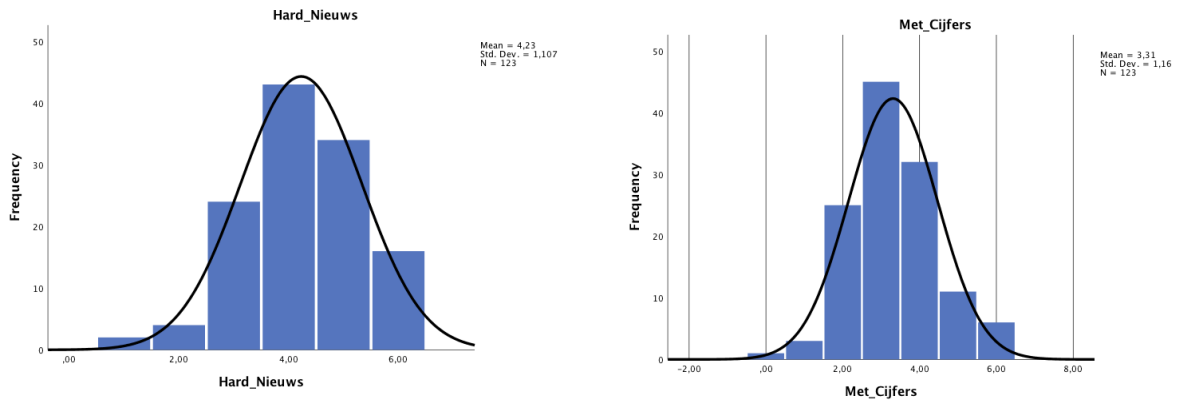 Hard_Nieuws
Mean = 4,23
Std. Dev. = 1,107
N = 123
50
40
30
20
10
0
Frequency
,00 2,00 4,00 6,00
Hard_Nieuws
Met_Cijfers
Mean = 3,31
Std. Dev. = 1,16
N = 123
50
40
30
20
10
0
Frequency
-2,00 ,00 2,00 4,00 6,00 8,00
Met_Cijfers